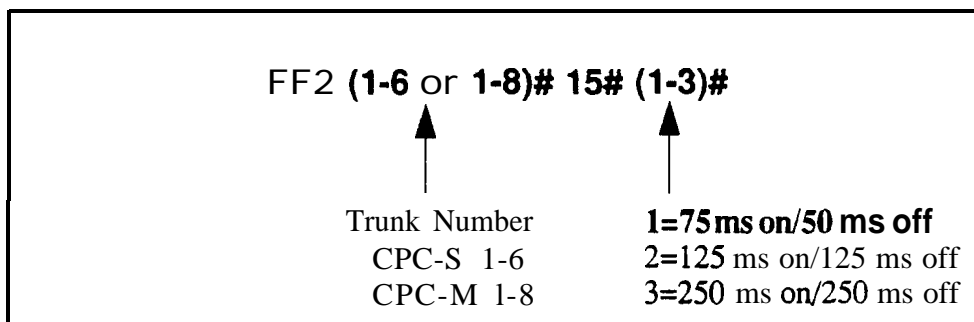 FF2 (1-6 or 1-8)# 15# (1-3)#
Trunk Number
CPC-S 1-6
CPC-M 1-8
1=75 ms on/50 ms off
2=125 ms on/125 ms off
3=250 ms on/250 ms off